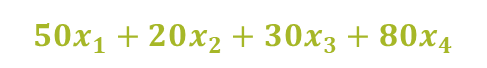 50x₁ + 20x₂ + 30x₃ + 80x₄